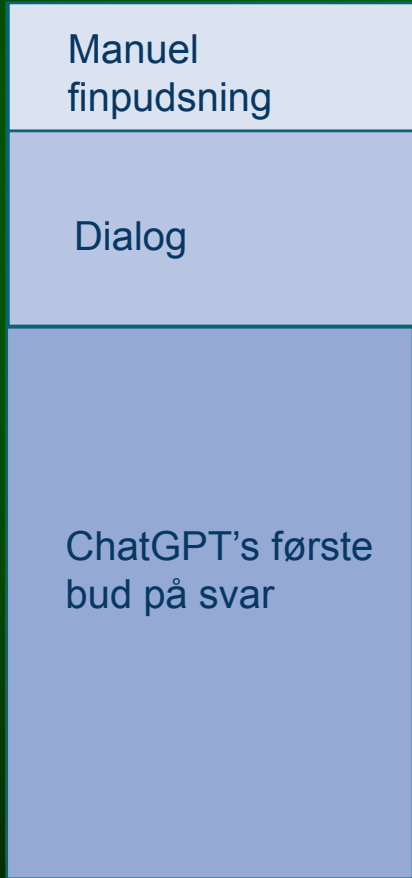 Manuel
finpudsning
Dialog
ChatGPT’s første
bud på svar